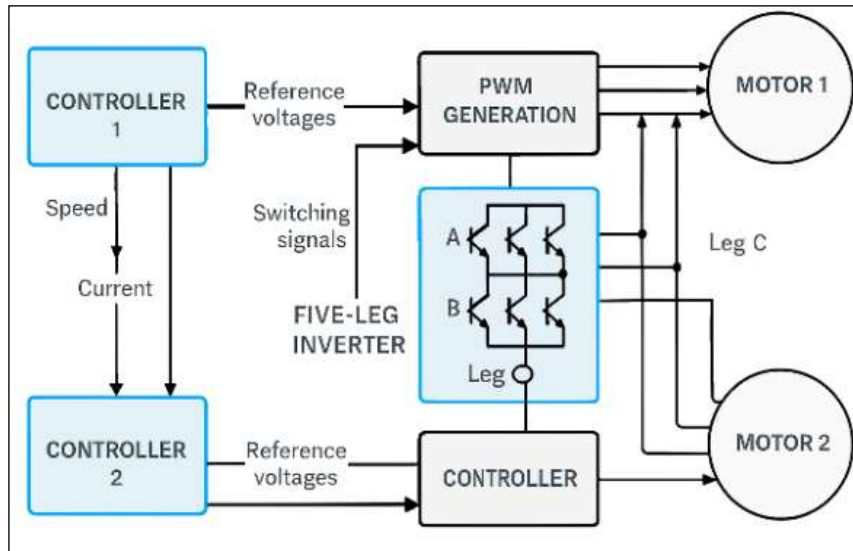 CONTROLLER
1
Reference
voltages
PWM
GENERATION
MOTOR 1
Speed
Current
Switching
signals
FIVE-LEG
INVERTER
A
B
Leg
Leg C
CONTROLLER
2
Reference
voltages
CONTROLLER
MOTOR 2